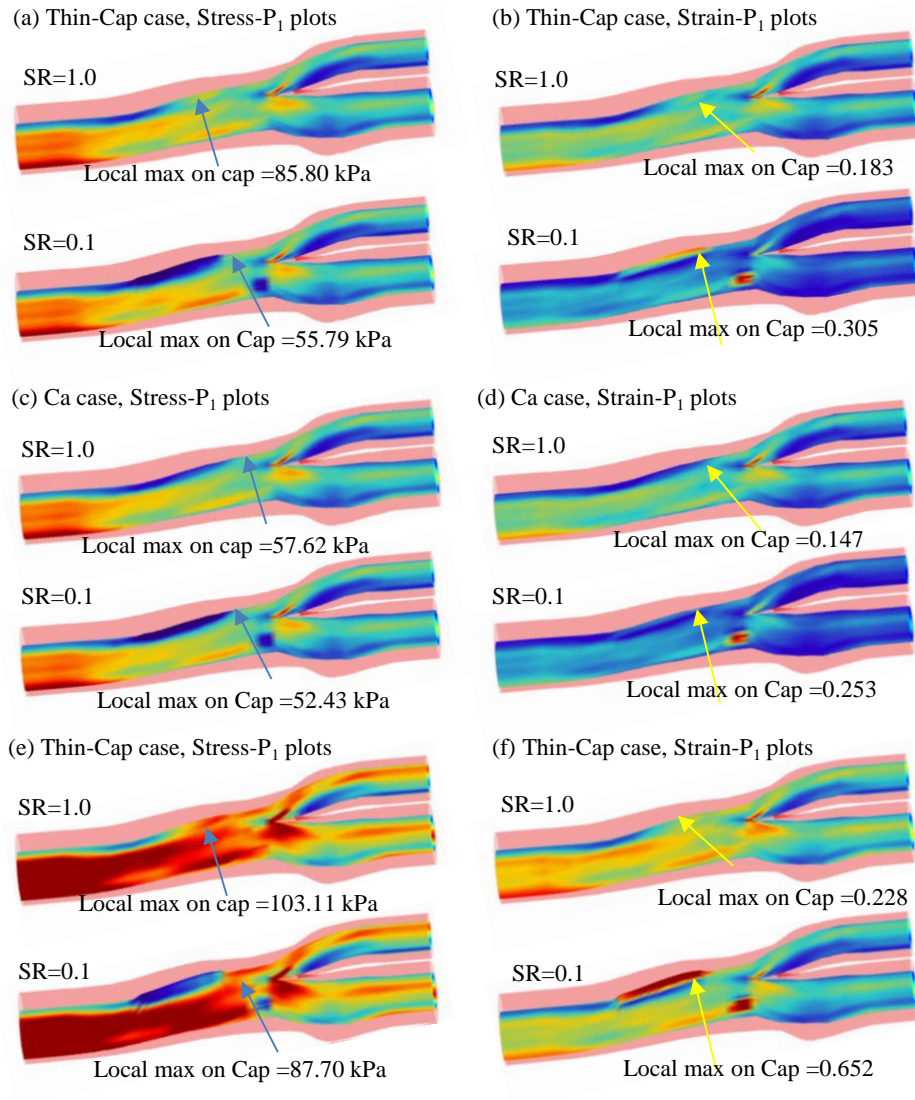 (a) Thin-Cap case, Stress-P₁ plots
(b) Thin-Cap case, Strain-P₁ plots
SR=1.0
SR=1.0
Local max on cap =85.80 kPa
Local max on Cap =0.183
SR=0.1
SR=0.1
Local max on Cap =55.79 kPa
Local max on Cap =0.305
(c) Ca case, Stress-P₁ plots
(d) Ca case, Strain-P₁ plots
SR=1.0
SR=1.0
Local max on cap =57.62 kPa
Local max on Cap =0.147
SR=0.1
SR=0.1
Local max on Cap =52.43 kPa
Local max on Cap =0.253
(e) Thin-Cap case, Stress-P₁ plots
(f) Thin-Cap case, Strain-P₁ plots
SR=1.0
SR=1.0
Local max on cap =103.11 kPa
Local max on Cap =0.228
SR=0.1
SR=0.1
Local max on Cap =87.70 kPa
Local max on Cap =0.652